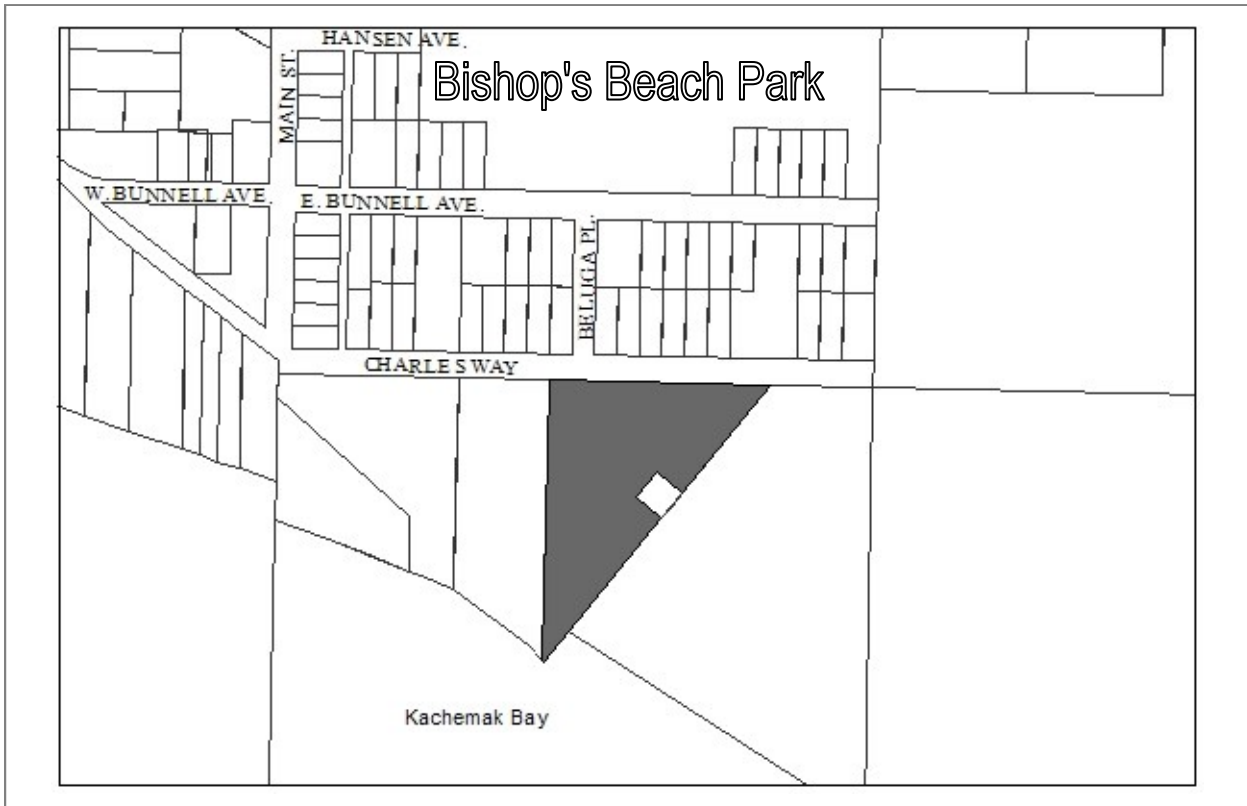 HANSEN AVE.
Bishop's Beach Park
MAIN ST.
W. BUNNELL AVE.
E. BUNNELL AVE.
BELUGA PL.
CHARLES WAY
Kachemak Bay